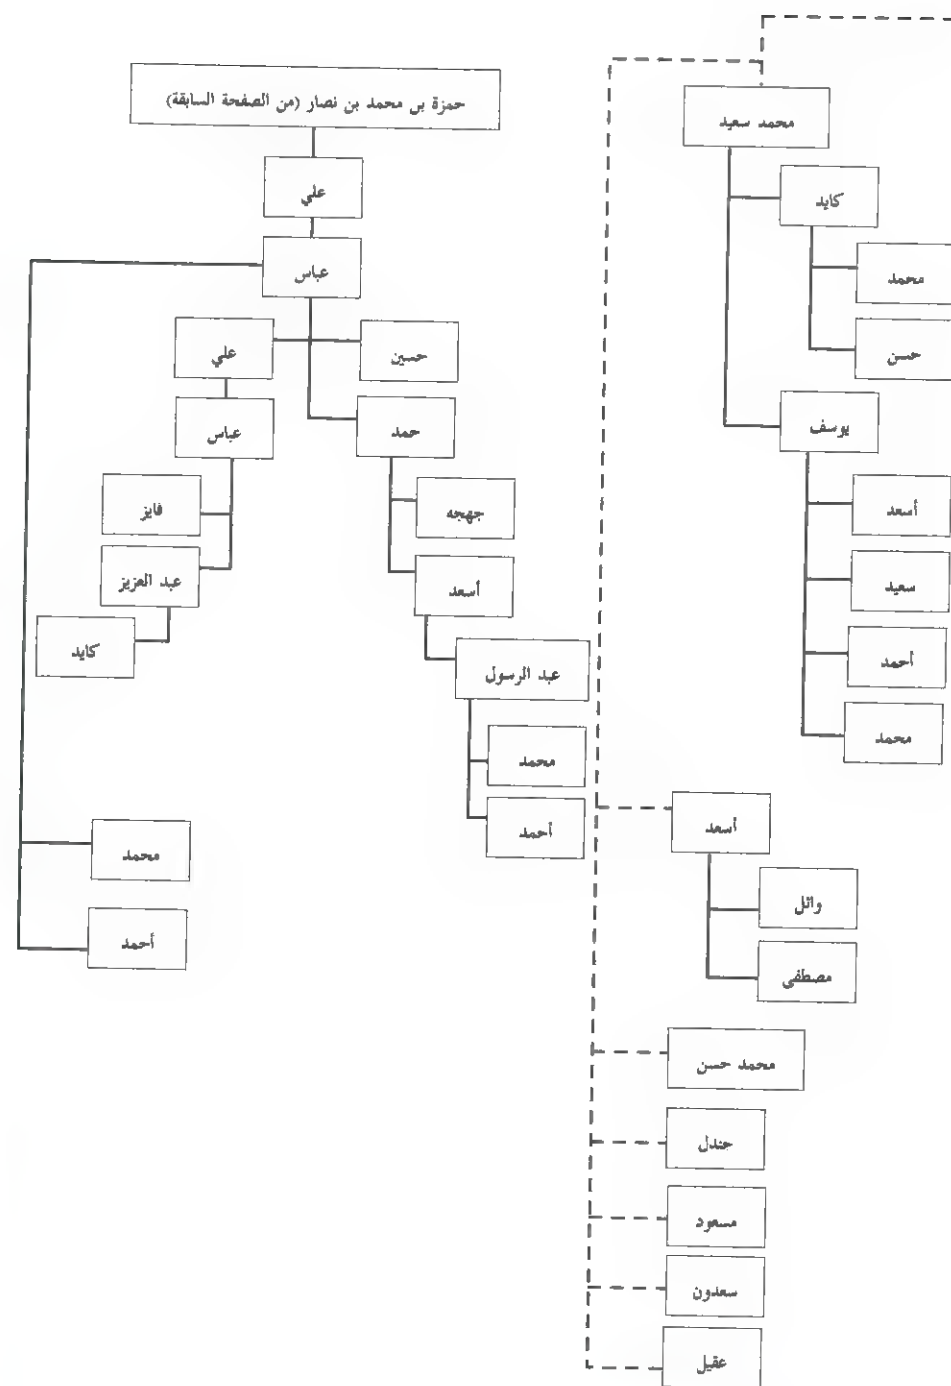 محمد سعيد
كايد
محمد
حسن
يوسف
أسعد
سعيد
أحمد
محمد
أسعد
وائل
مصطفى
محمد حسن
جندل
مسعود
سعدون
عقيل
حمزة بن محمد بن نصار (من الصفحة السابقة)
علي
عباس
حسين
علي
حمد
عباس
جهجه
فايز
أسعد
عبد العزيز
عبد الرسول
كايد
محمد
أحمد
محمد
أحمد